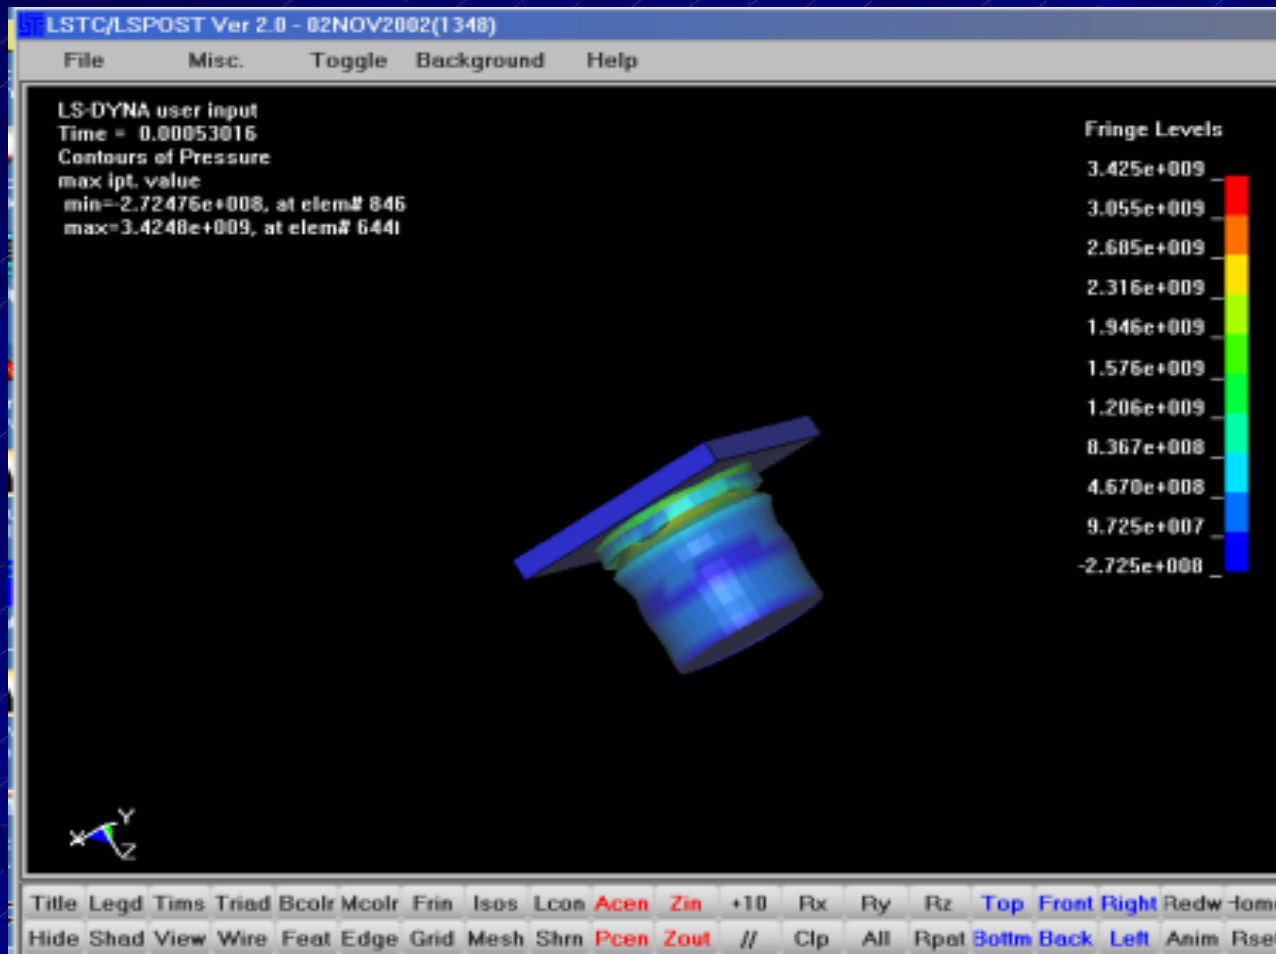 LSTC/LSPOST Ver 2.0 - 02NOV2002(1348)
File Misc. Toggle Background Help
LS-DYNA user input
Time = 0.00053016
Contours of Pressure
max ipt. value
min=-2.72476e+008, at elem# 846
max=3.4248e+009, at elem#
Fringe Levels
3.425e+009
3.055e+009
2.685e+009
2.316e+009
1.946e+009
1.576e+009
1.206e+009
8.367e+008
4.670e+008
9.725e+007
-2.725e+008
Y
X
Z
Title Legd Tims Triad Bcolr Mcolr Frin Isos Lcon Acen Zin +10 Rx Ry Rz Top Front Right Redw Home
Hide Shad View Wire Feat Edge Grid Mesh Shrn Pcen Zout // Clp All Rpat Bottm Back Left Anim Rset